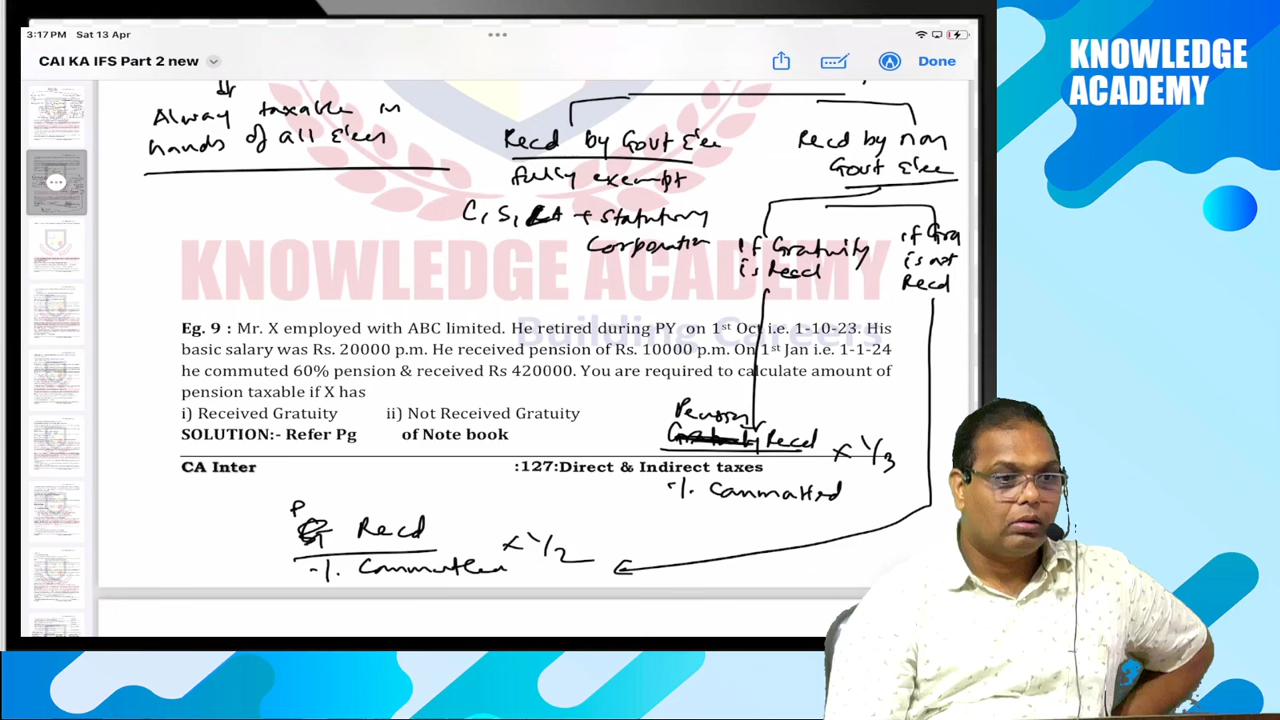 3:17PM Sat 13 Apr
CAI KA IFS Part 2 new
Done
KNOWLEDGE
ACADEMY
Alway taxable in
hands of all E'ees
Recd by Govt E'ee
fully exempt
C, S, LA + Statutory
Corporation
Recd by non
Govt E'ee
if Gratuity
is Recd
if Gra
is not
Recd
KNOWLEDGE ACADEMY
Eg. 9 : Mr. X employed with ABC limited. He retired during PY on 1st Oct i.e. 1-10-23. His
basic salary was Rs. 20000 p.m. He received pension of Rs. 10000 p.m. On 1st Jan i.e. 1-1-24
he commuted 60% pension & received Rs 420000. You are required to calculate amount of
pension taxable if X has
i) Received Gratuity ii) Not Received Gratuity
SOLUTION:- Refer Pg of Note book
Pension
Recd x 1/3
% Commutted
CA Inter :127: Direct & Indirect taxes
P
Recd x 1/2
% Commutted